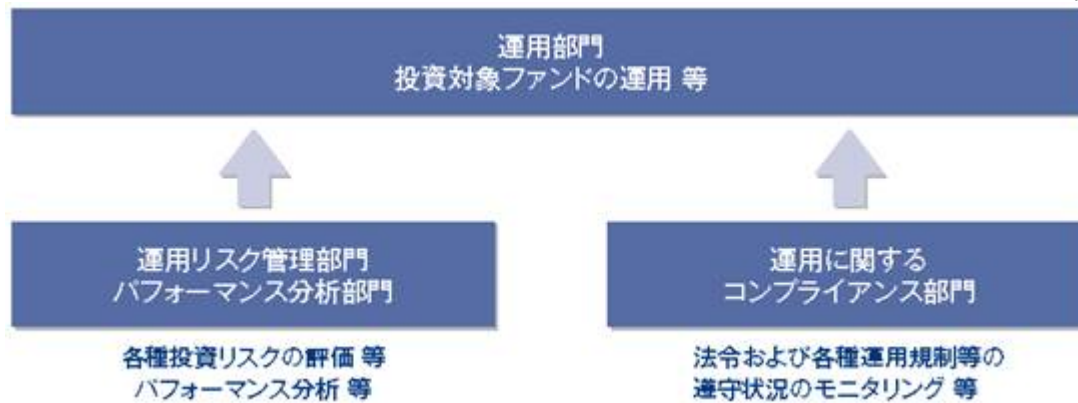 運用部門
投資対象ファンドの運用 等
運用リスク管理部門
パフォーマンス分析部門
各種投資リスクの評価 等
パフォーマンス分析 等
運用に関する
コンプライアンス部門
法令および各種運用規制等の
遵守状況のモニタリング 等